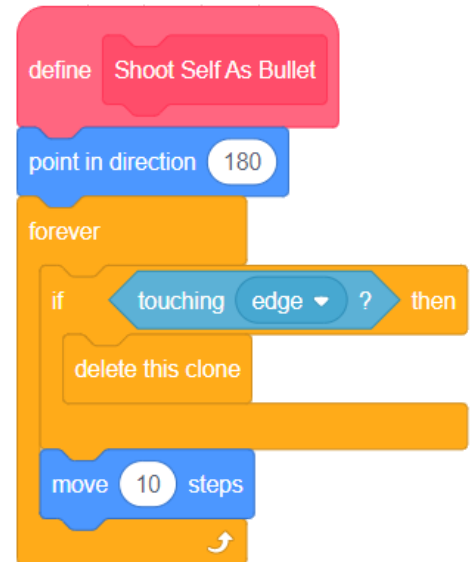 define Shoot Self As Bullet
point in direction 180
forever
if touching edge ? then
delete this clone
move 10 steps